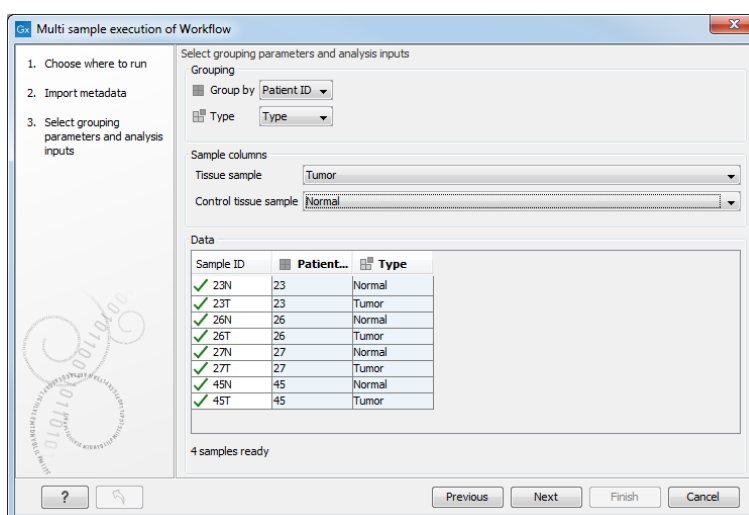 Gx Multi sample execution of Workflow
1. Choose where to run
2. Import metadata
3. Select grouping
parameters and analysis
inputs
Select grouping parameters and analysis inputs
Grouping
Group by Patient ID
Type Type
Sample columns
Tissue sample Tumor
Control tissue sample Normal
Data
Sample ID Patient... Type
23N 23 Normal
23T 23 Tumor
26N 26 Normal
26T 26 Tumor
27N 27 Normal
27T 27 Tumor
45N 45 Normal
45T 45 Tumor
4 samples ready
? Previous Next Finish Cancel